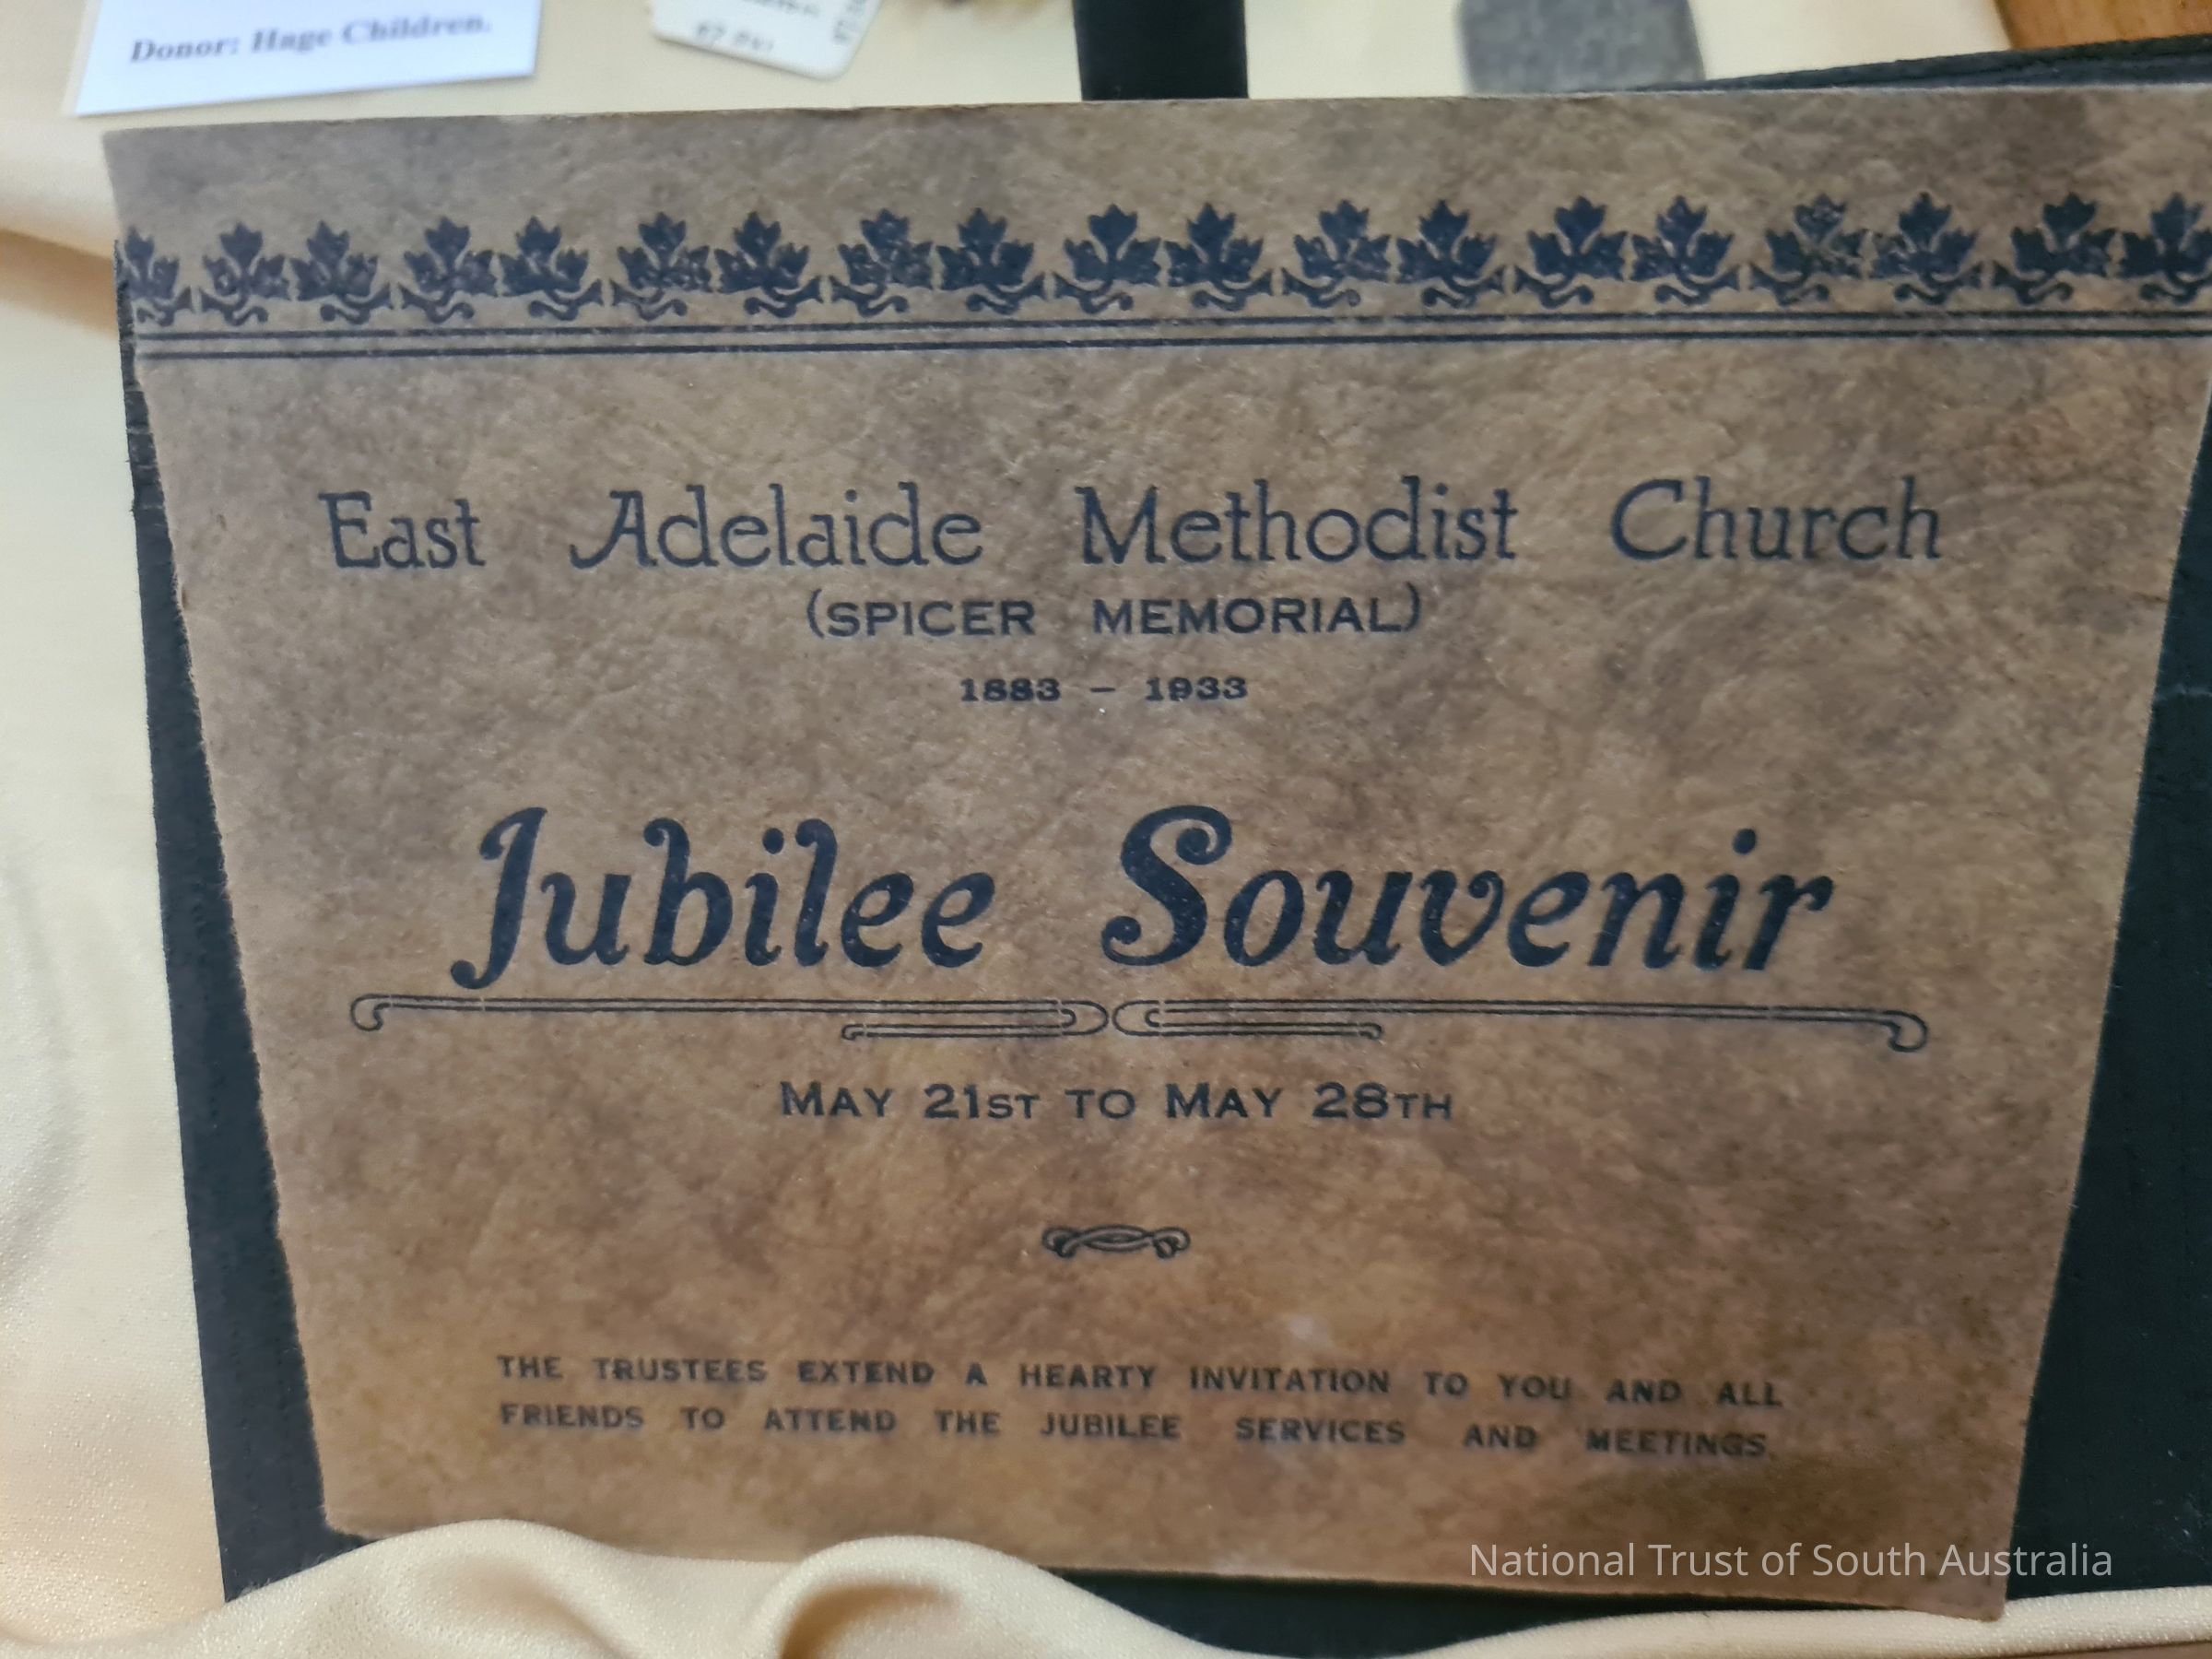 Donor: Hage Children.
East Adelaide Methodist Church
(SPICER MEMORIAL)
1883 – 1933
Jubilee Souvenir
MAY 21ST TO MAY 28TH
THE TRUSTEES EXTEND A HEARTY INVITATION TO YOU AND ALL
FRIENDS TO ATTEND THE JUBILEE SERVICES AND MEETINGS.
National Trust of South Australia